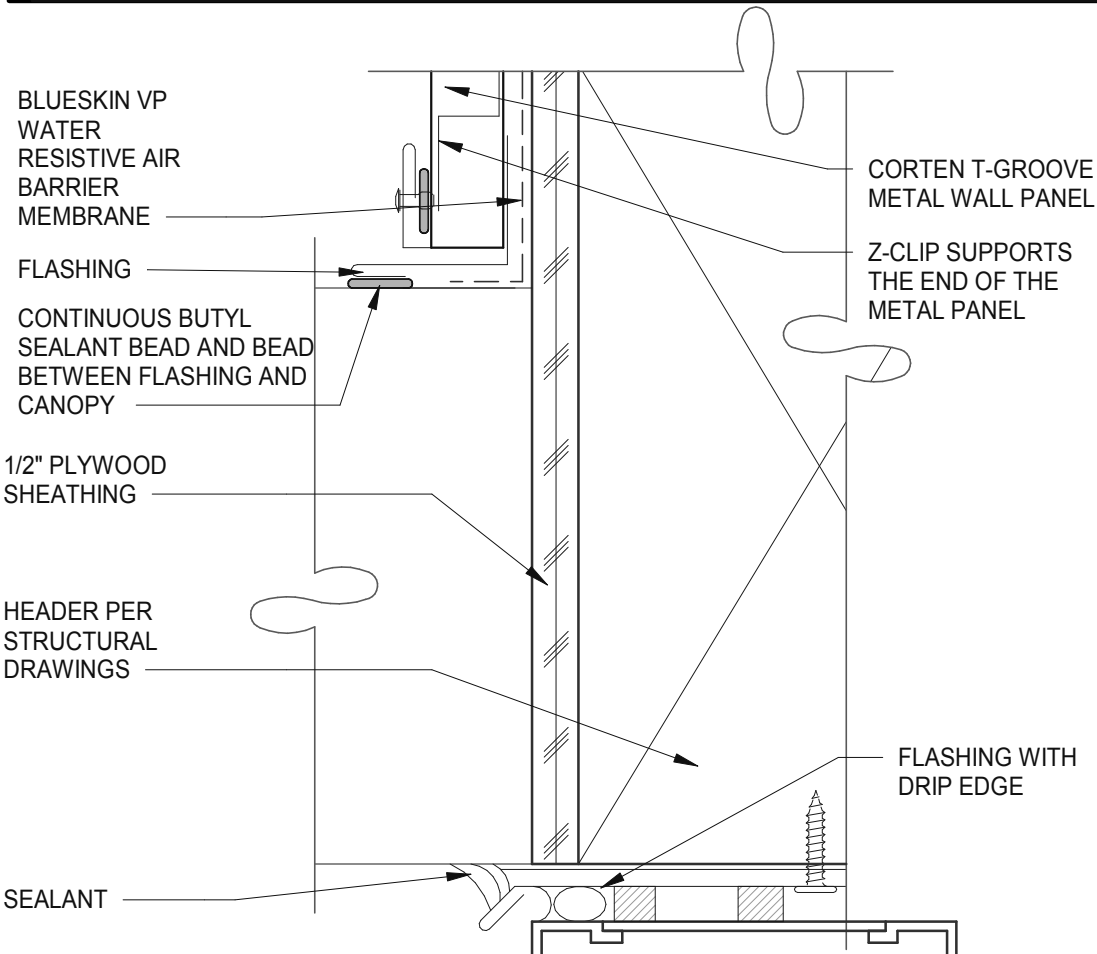 BLUESKIN VP
WATER
RESISTIVE AIR
BARRIER
MEMBRANE
FLASHING
CONTINUOUS BUTYL
SEALANT BEAD AND BEAD
BETWEEN FLASHING AND
CANOPY
1/2" PLYWOOD
SHEATHING
HEADER PER
STRUCTURAL
DRAWINGS
SEALANT
CORTEN T-GROOVE
METAL WALL PANEL
Z-CLIP SUPPORTS
THE END OF THE
METAL PANEL
FLASHING WITH
DRIP EDGE